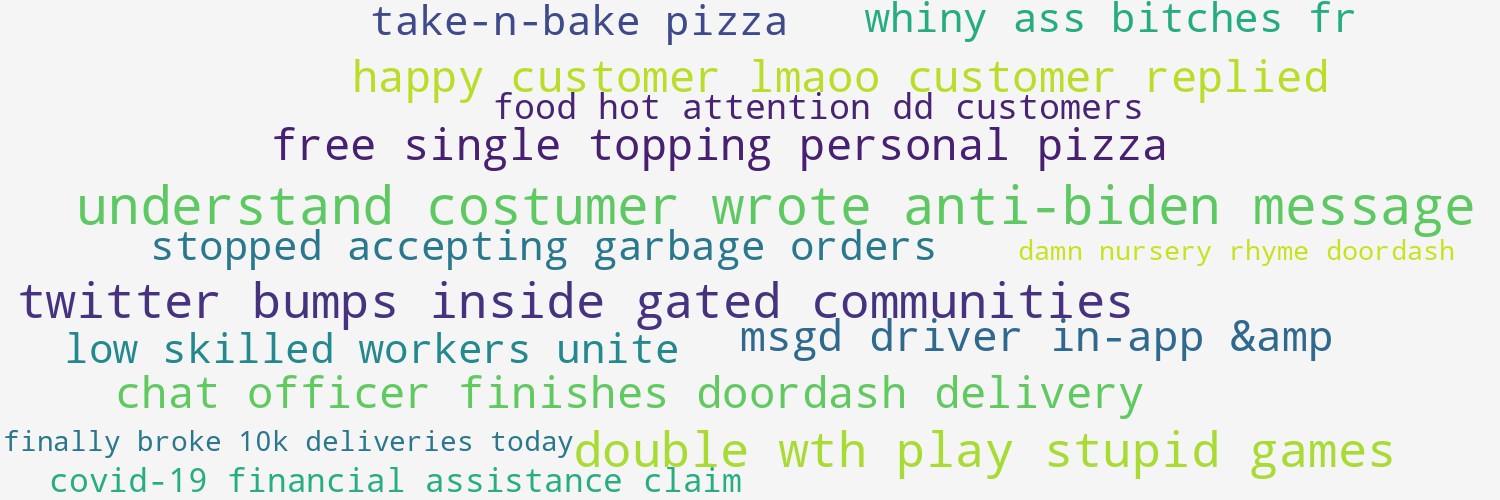 take-n-bake pizza
whiny ass bitches fr
happy customer lmaoo customer replied
food hot attention dd customers
free single topping personal pizza
understand costumer wrote anti-biden message
stopped accepting garbage orders
damn nursery rhyme doordash
twitter bumps inside gated communities
low skilled workers unite
msgd driver in-app &amp
chat officer finishes doordash delivery
finally broke 10k deliveries today
double wth play stupid games
covid-19 financial assistance claim